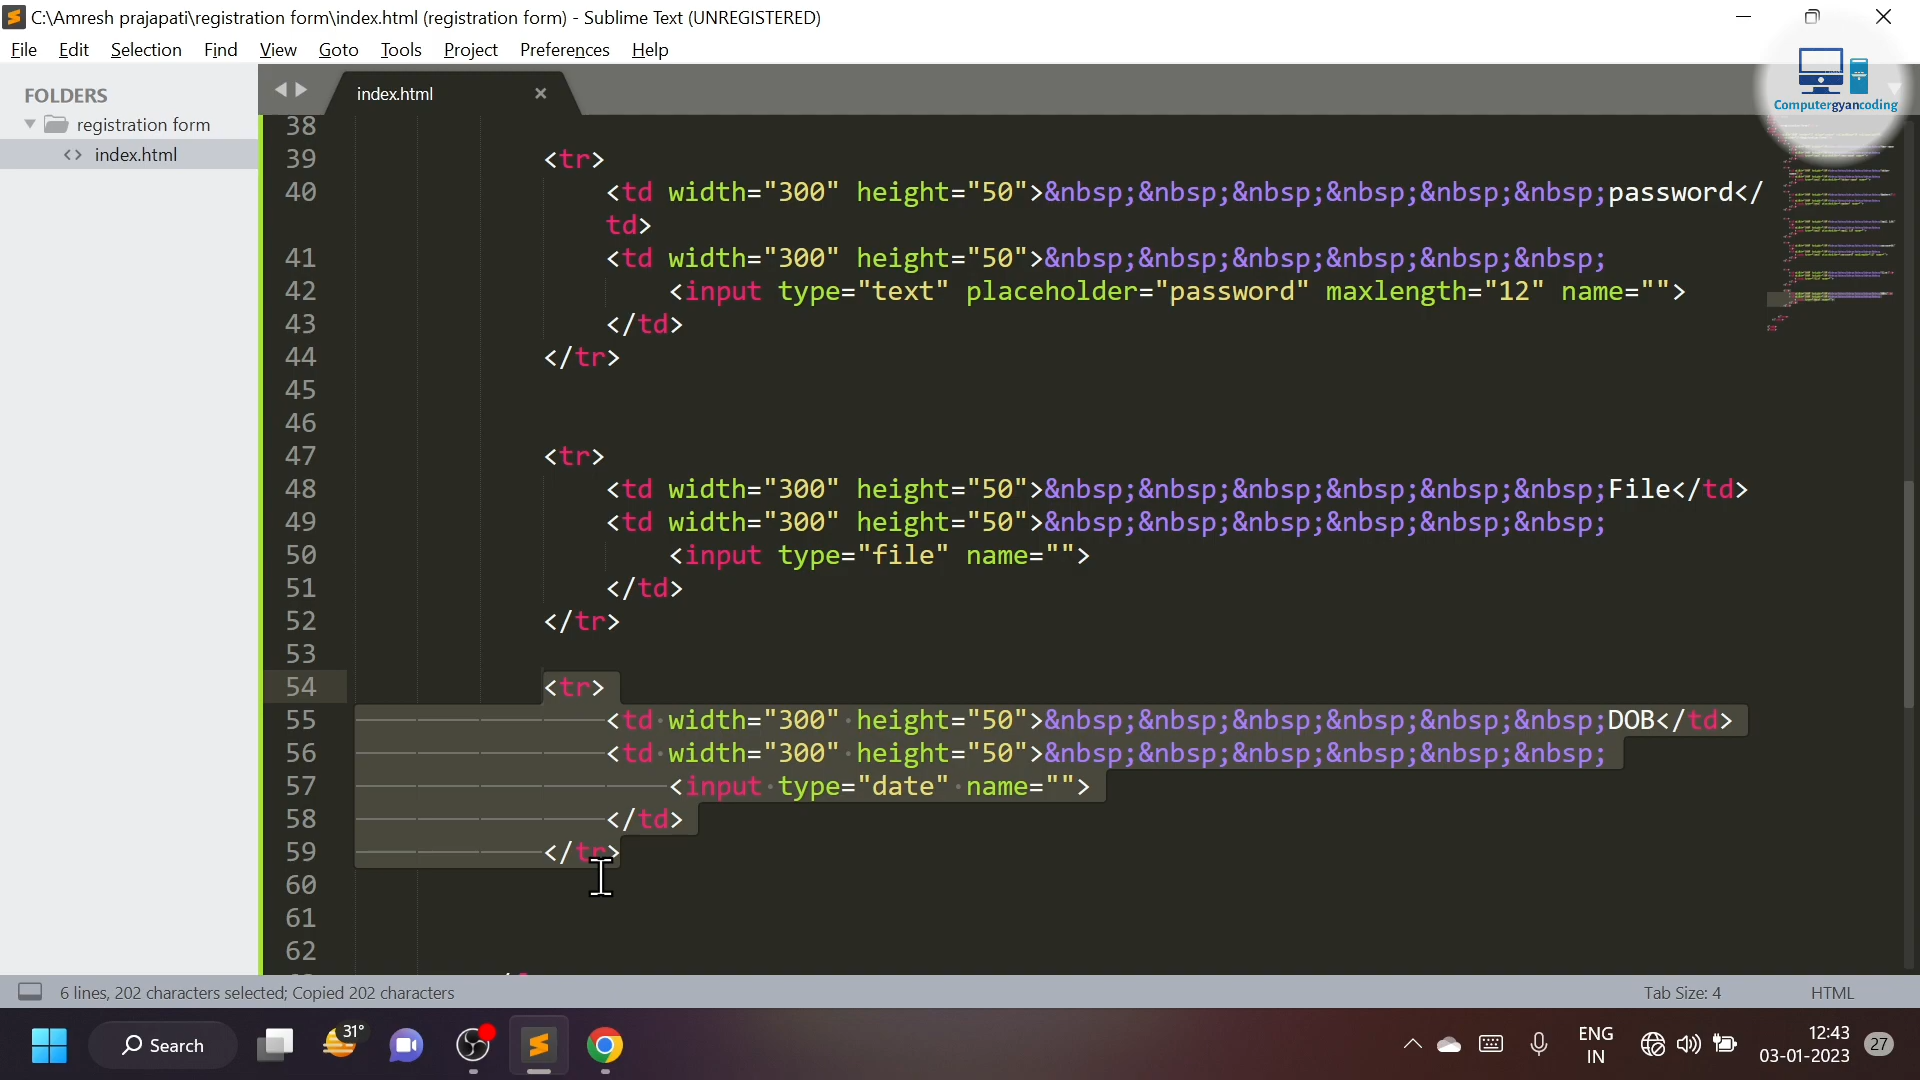 C:\Amresh prajapati\registration form\index.html (registration form) - Sublime Text (UNREGISTERED)
File Edit Selection Find View Goto Tools Project Preferences Help
Computergyancoding
FOLDERS
registration form
<> index.html
index.html ×
38
39 <tr>
40 <td width="300" height="50">&nbsp;&nbsp;&nbsp;&nbsp;&nbsp;&nbsp;password</
td>
41 <td width="300" height="50">&nbsp;&nbsp;&nbsp;&nbsp;&nbsp;&nbsp;
42 <input type="text" placeholder="password" maxlength="12" name="">
43 </td>
44 </tr>
45
46
47 <tr>
48 <td width="300" height="50">&nbsp;&nbsp;&nbsp;&nbsp;&nbsp;&nbsp;File</td>
49 <td width="300" height="50">&nbsp;&nbsp;&nbsp;&nbsp;&nbsp;&nbsp;
50 <input type="file" name="">
51 </td>
52 </tr>
53
54 <tr>
55 <td width="300" height="50">&nbsp;&nbsp;&nbsp;&nbsp;&nbsp;&nbsp;DOB</td>
56 <td width="300" height="50">&nbsp;&nbsp;&nbsp;&nbsp;&nbsp;&nbsp;
57 <input type="date" name="">
58 </td>
59 </tr>
60
61
62
6 lines, 202 characters selected; Copied 202 characters
Tab Size: 4 HTML
Search
31°
ENG
IN
12:43
03-01-2023
27